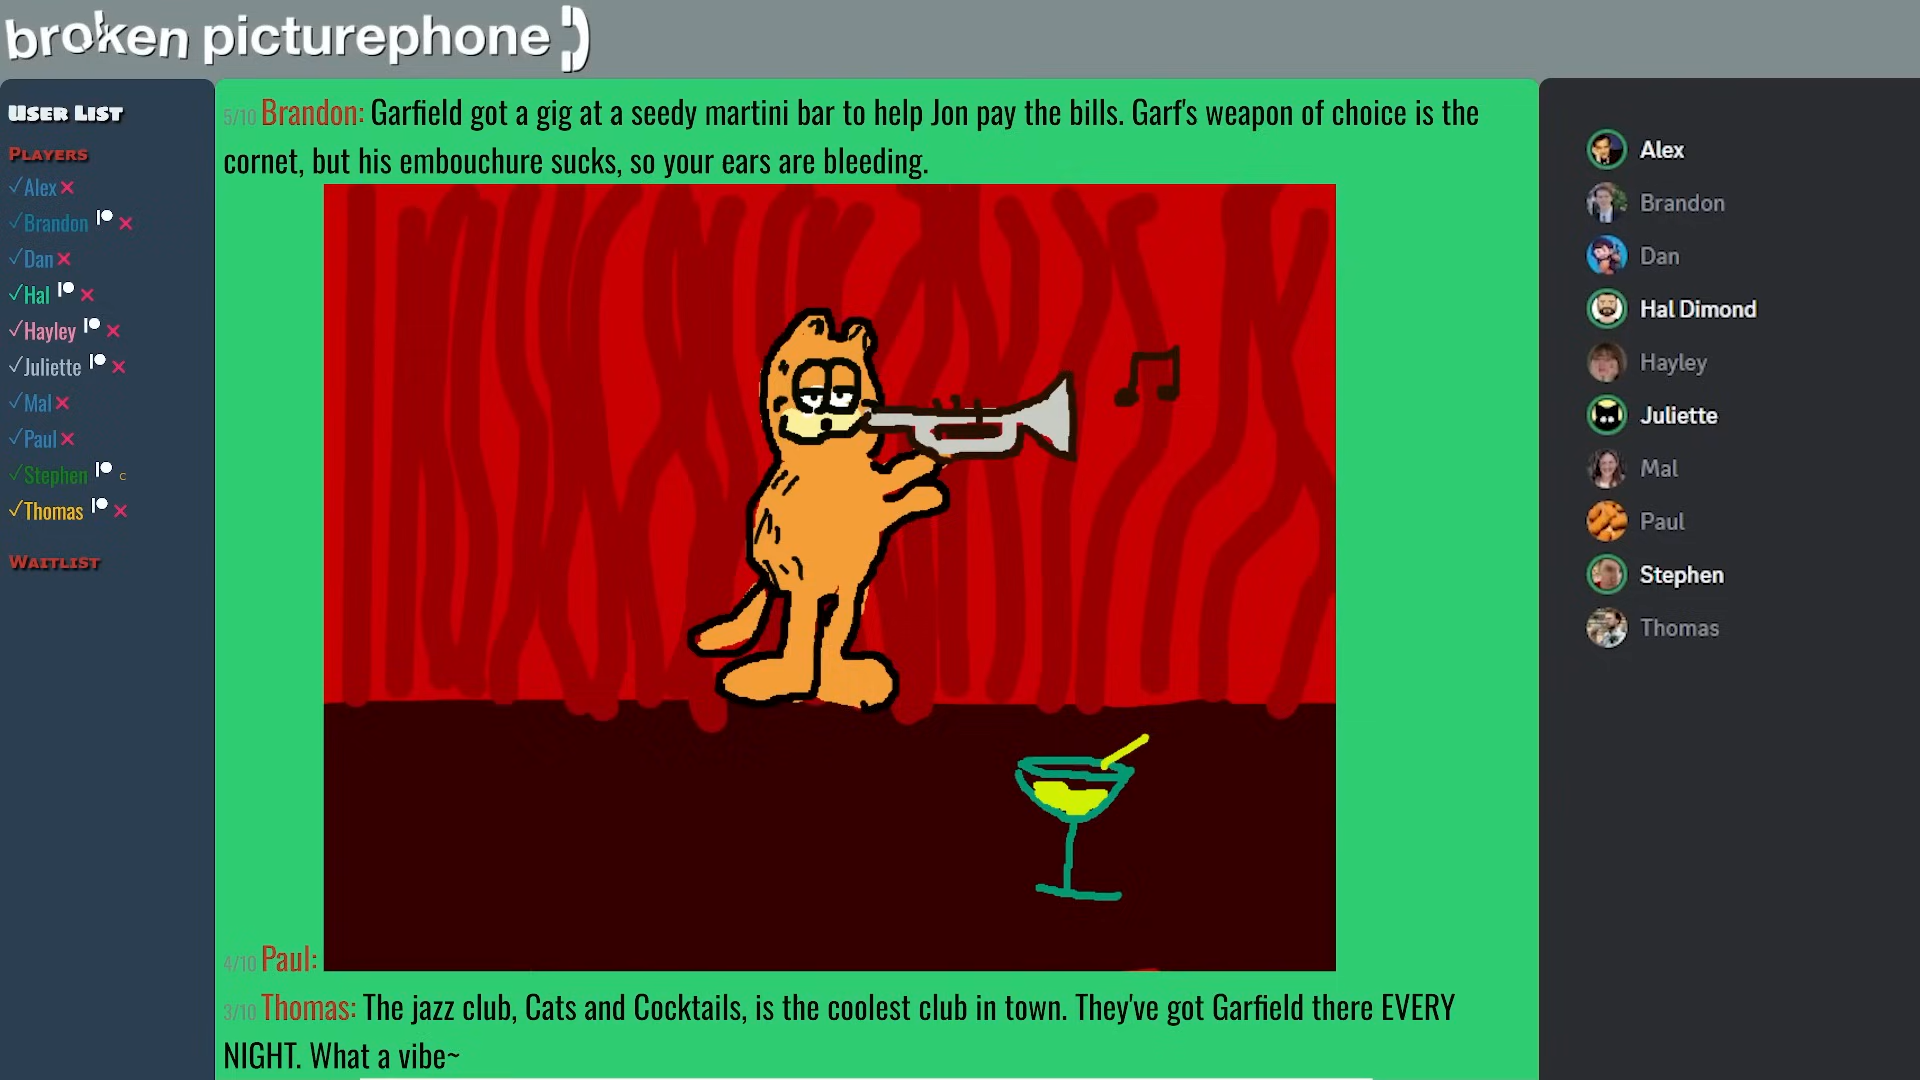 broken picturephone
User List
Players
✓Alex ×
✓Brandon ×
✓Dan ×
✓Hal ×
✓Hayley ×
✓Juliette ×
✓Mal ×
✓Paul ×
✓Stephen c
✓Thomas ×
Waitlist
5/10 Brandon: Garfield got a gig at a seedy martini bar to help Jon pay the bills. Garf's weapon of choice is the
cornet, but his embouchure sucks, so your ears are bleeding.
4/10 Paul:
3/10 Thomas: The jazz club, Cats and Cocktails, is the coolest club in town. They've got Garfield there EVERY
NIGHT. What a vibe~
Alex
Brandon
Dan
Hal Dimond
Hayley
Juliette
Mal
Paul
Stephen
Thomas